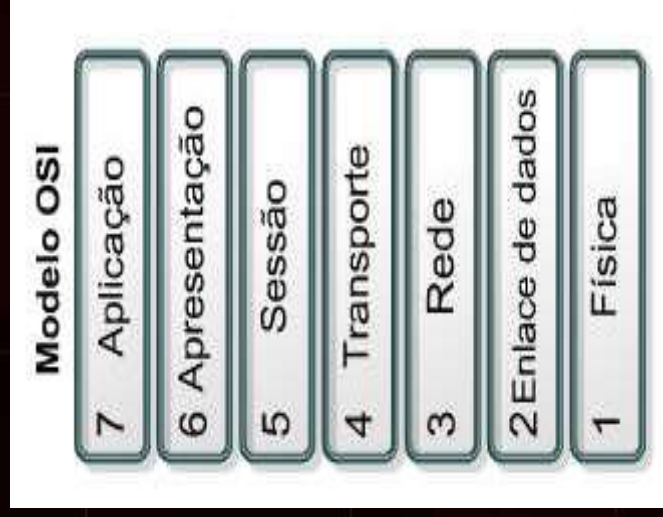 Modelo OSI
7 Aplicação
6 Apresentação
5 Sessão
4 Transporte
3 Rede
2 Enlace de dados
1 Física